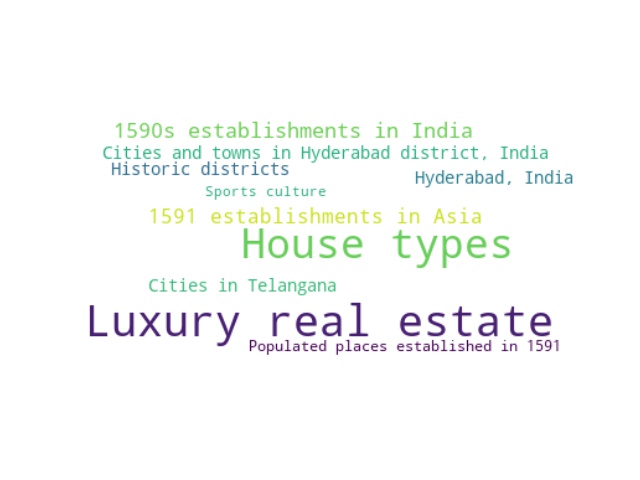 1590s establishments in India
Cities and towns in Hyderabad district, India
Historic districts
Hyderabad, India
Sports culture
1591 establishments in Asia
House types
Cities in Telangana
Luxury real estate
Populated places established in 1591